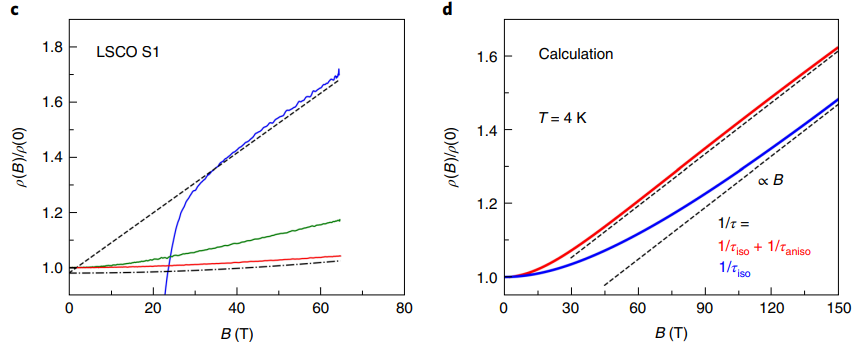 c
LSCO S1
ρ(B)/ρ(0)
1.8
1.6
1.4
1.2
1.0
0
20
40
60
80
B (T)
d
Calculation
T = 4 K
ρ(B)/ρ(0)
1.6
1.4
1.2
1.0
∝ B
1/τ =
1/τiso + 1/τaniso
1/τiso
0
30
60
90
120
150
B (T)